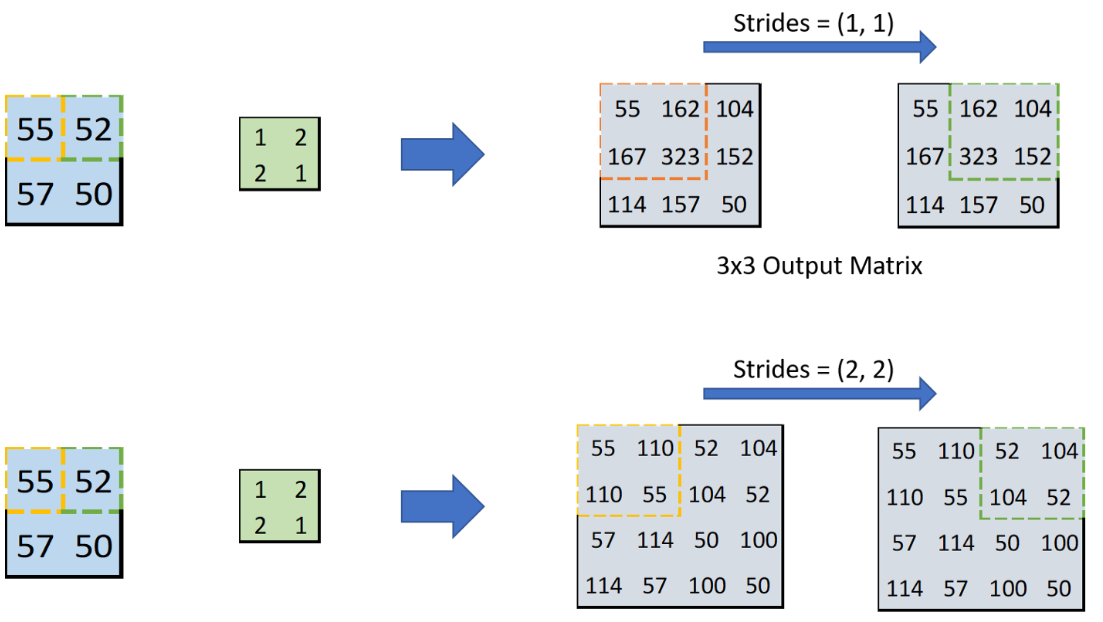 Strides = (1, 1)
55 52
57 50
1 2
2 1
55 162 104
167 323 152
114 157 50
55 162 104
167 323 152
114 157 50
3x3 Output Matrix
Strides = (2, 2)
55 52
57 50
1 2
2 1
55 110 52 104
110 55 104 52
57 114 50 100
114 57 100 50
55 110 52 104
110 55 104 52
57 114 50 100
114 57 100 50